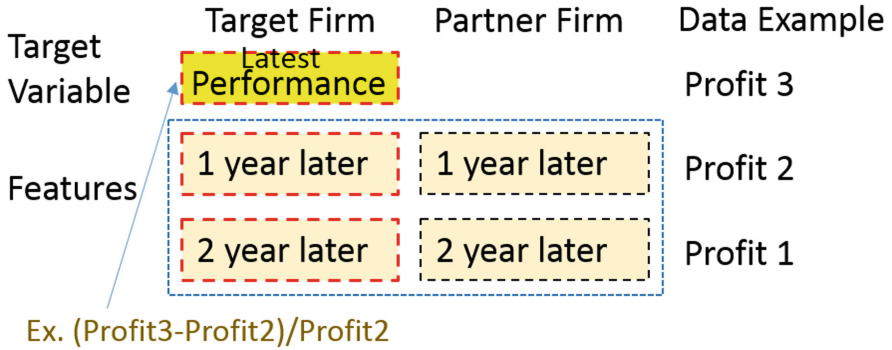 Target Firm Partner Firm Data Example
Target
Variable
Latest
Performance
Profit 3
Features
1 year later 1 year later Profit 2
2 year later 2 year later Profit 1
Ex. (Profit3-Profit2)/Profit2